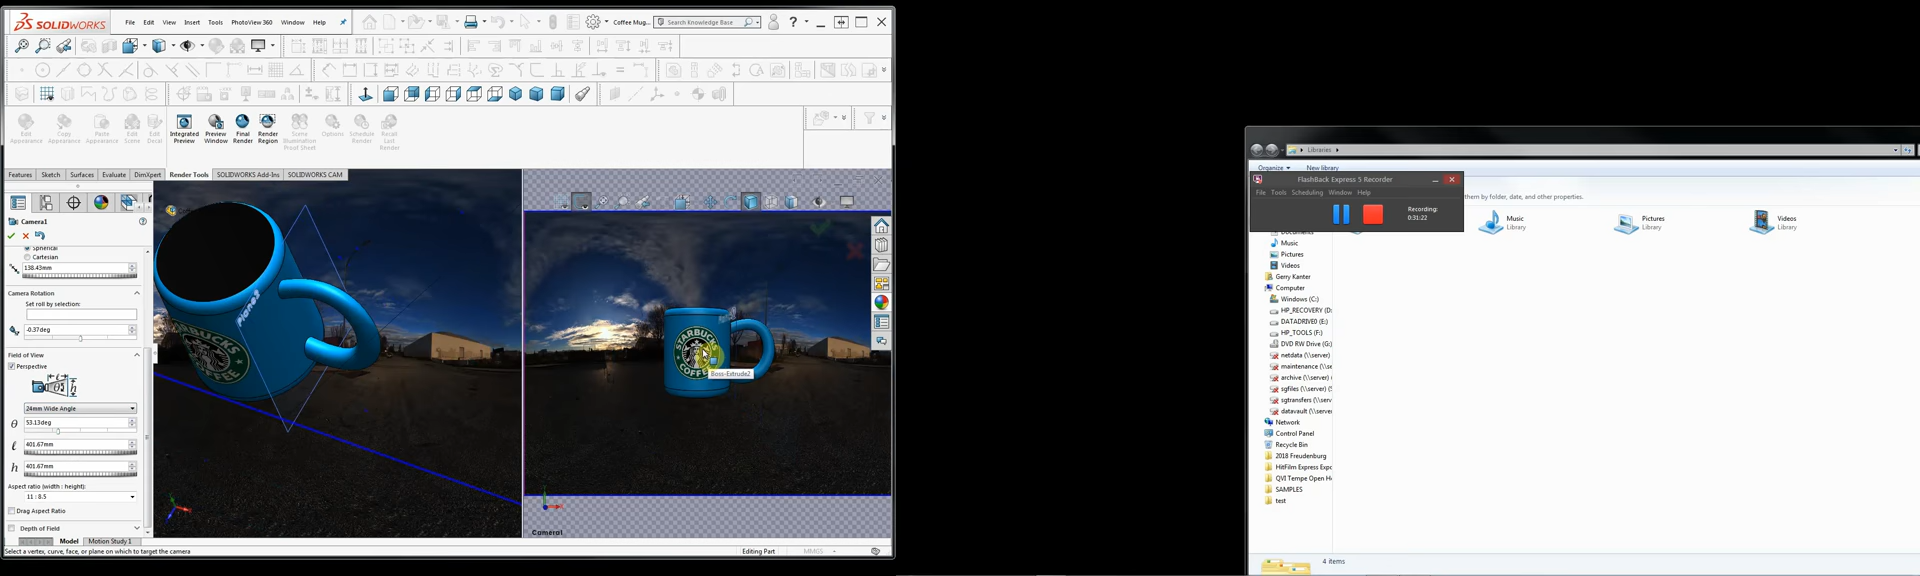 SOLIDWORKS File Edit View Insert Tools PhotoView 360 Window Help Coffee Mug... Search Knowledge Base ?
Edit Appearance
Copy Appearance
Paste Appearance
Edit Scene
Edit Decal
Integrated Preview
Preview Window
Final Render
Render Region
Scene Illumination Proof Sheet
Options
Schedule Render
Recall Last Render
Features Sketch Surfaces Evaluate DimXpert Render Tools SOLIDWORKS Add-Ins SOLIDWORKS CAM
Camera1
Spherical
Cartesian
138.43mm
Camera Rotation
Set roll by selection:
-0.37deg
Field of View
Perspective
24mm Wide Angle
θ 53.13deg
ℓ 401.67mm
h 401.67mm
Aspect ratio (width : height):
11 : 8.5
Drag Aspect Ratio
Depth of Field
Model Motion Study 1
Select a vertex, curve, face, or plane on which to target the camera
Editing Part MMGS
Plane3
STARBUCKS
COFFEE
STARBUCKS
COFFEE
Boss-Extrude2
Camera1
Libraries
Organize New library
FlashBack Express 5 Recorder
File Tools Scheduling Window Help
Recording:
0:31:22
them by folder, date, and other properties.
Music
Library
Pictures
Library
Videos
Library
Documents
Music
Pictures
Videos
Gerry Kanter
Computer
Windows (C:)
HP_RECOVERY (D:
DATADRIVE0 (E:)
HP_TOOLS (F:)
DVD RW Drive (G:)
netdata (\\server)
maintenance (\\
archive (\\server)
sgfiles (\\server) (S
sgtransfers (\\server)
datavault (\\server
Network
Control Panel
Recycle Bin
2018 Freudenburg
HitFilm Express Expo
QVI Tempe Open H
SAMPLES
test
4 items